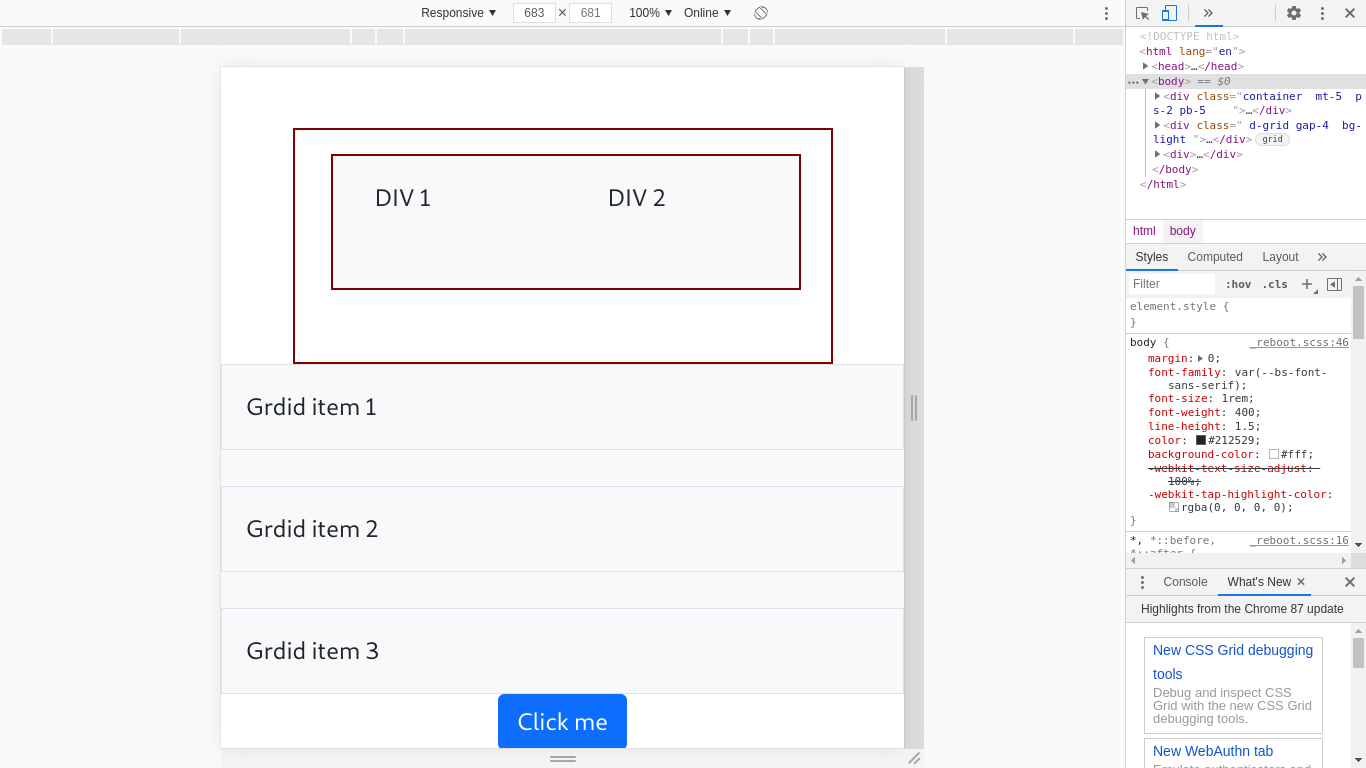 Responsive ▼ 683 × 681 100% ▼ Online ▼
DIV 1 DIV 2
Grdid item 1
Grdid item 2
Grdid item 3
Click me
<!DOCTYPE html>
<html lang="en">
▶<head>…</head>
…▼<body> == $0
▶<div class="container mt-5 p
s-2 pb-5 ">…</div>
▶<div class=" d-grid gap-4 bg-
light ">…</div> grid
▶<div>…</div>
</body>
</html>
html body
Styles Computed Layout »
Filter :hov .cls +
element.style {
}
body { _reboot.scss:46
margin:▶ 0;
font-family: var(--bs-font-
sans-serif);
font-size: 1rem;
font-weight: 400;
line-height: 1.5;
color: #212529;
background-color: #fff;
-webkit-text-size-adjust:
100%;
-webkit-tap-highlight-color:
rgba(0, 0, 0, 0);
}
*, *::before, _reboot.scss:16
*::after {
Console What's New ×
Highlights from the Chrome 87 update
New CSS Grid debugging
tools
Debug and inspect CSS
Grid with the new CSS Grid
debugging tools.
New WebAuthn tab
Emulate authenticators and